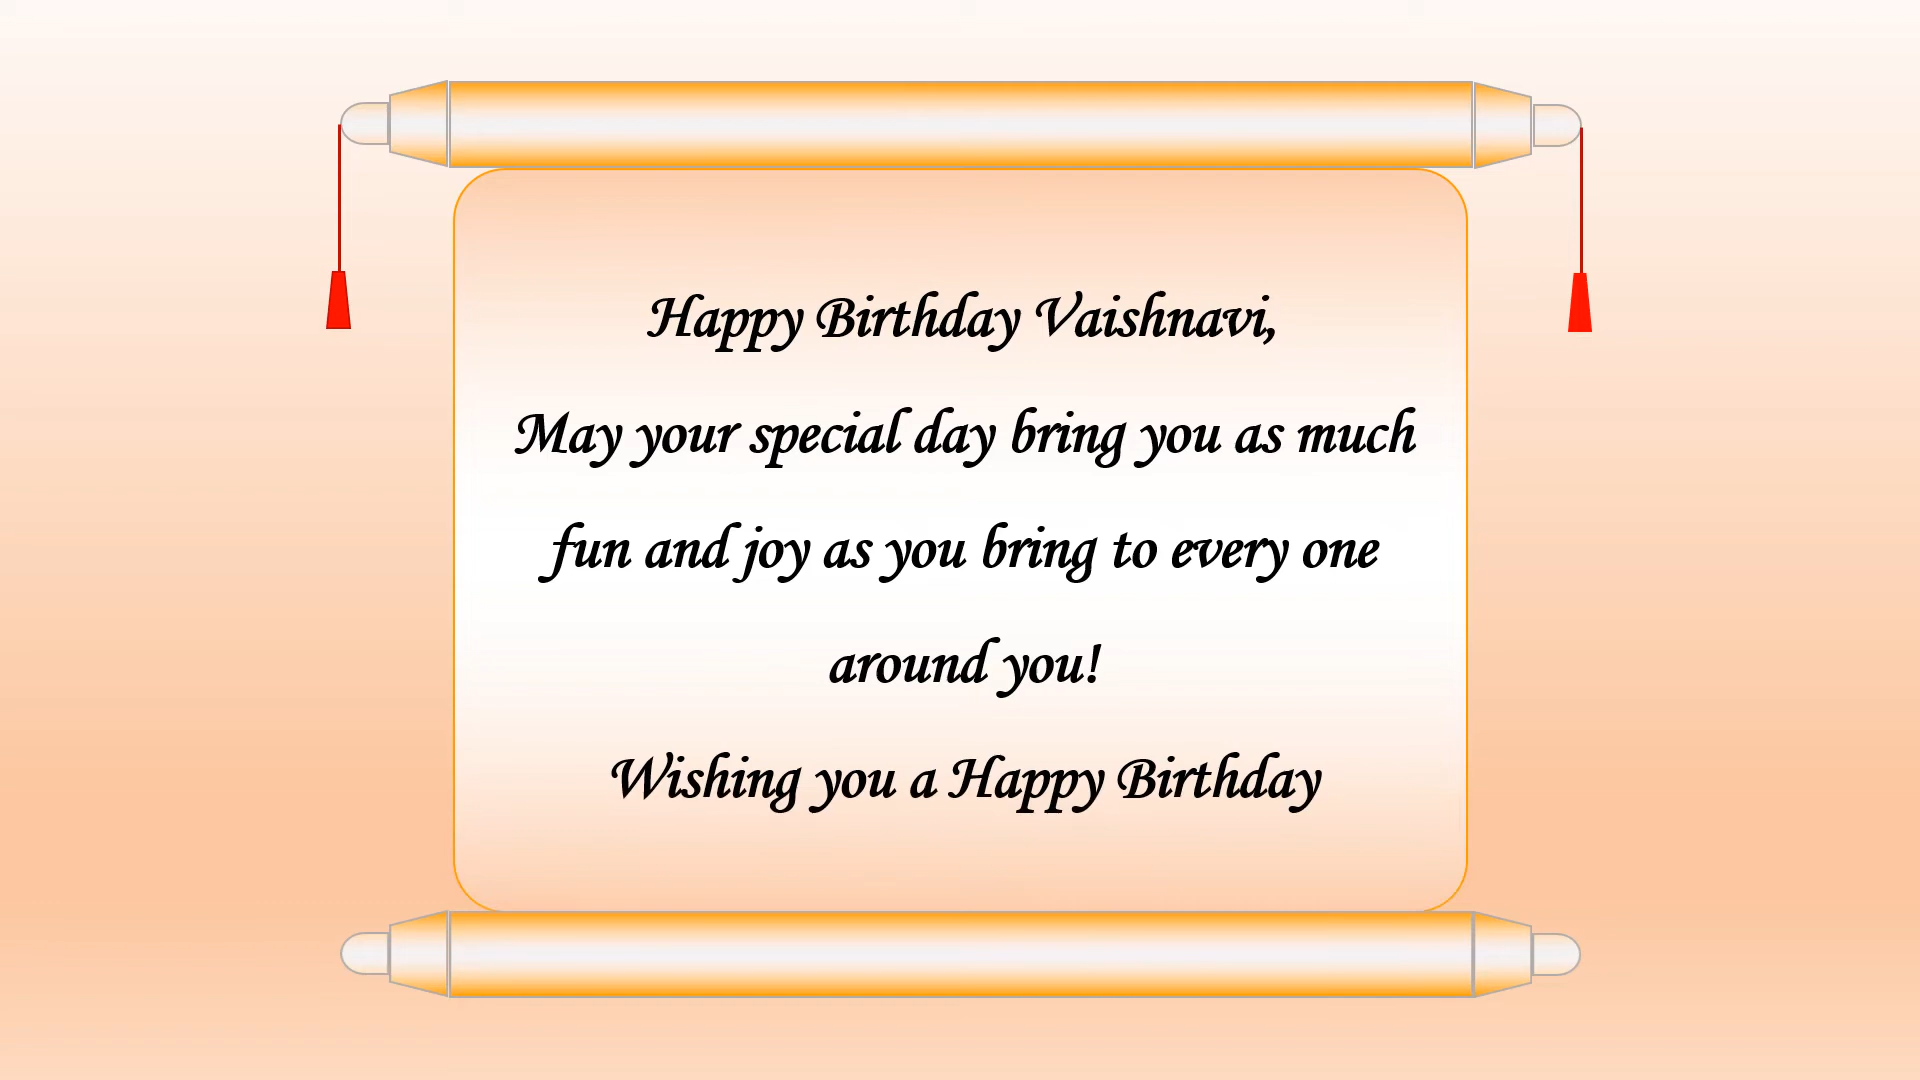 Happy Birthday Vaishnavi,
May your special day bring you as much
fun and joy as you bring to every one
around you!
Wishing you a Happy Birthday